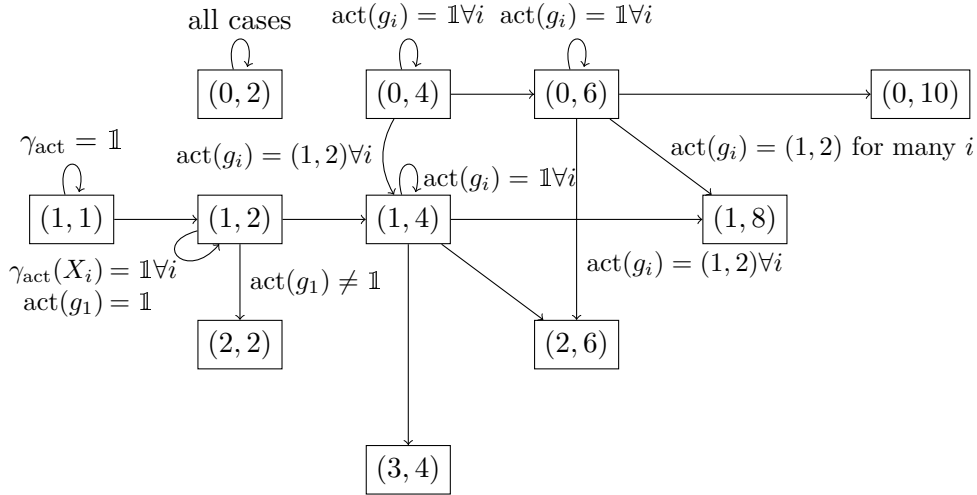 all cases
act(g_i) = 𝟙∀i
act(g_i) = 𝟙∀i
(0, 2)
(0, 4)
(0, 6)
(0, 10)
γ_act = 𝟙
act(g_i) = (1, 2)∀i
act(g_i) = (1, 2) for many i
act(g_i) = 𝟙∀i
(1, 1)
(1, 2)
(1, 4)
(1, 8)
γ_act(X_i) = 𝟙∀i
act(g_1) = 𝟙
act(g_1) ≠ 𝟙
act(g_i) = (1, 2)∀i
(2, 2)
(2, 6)
(3, 4)